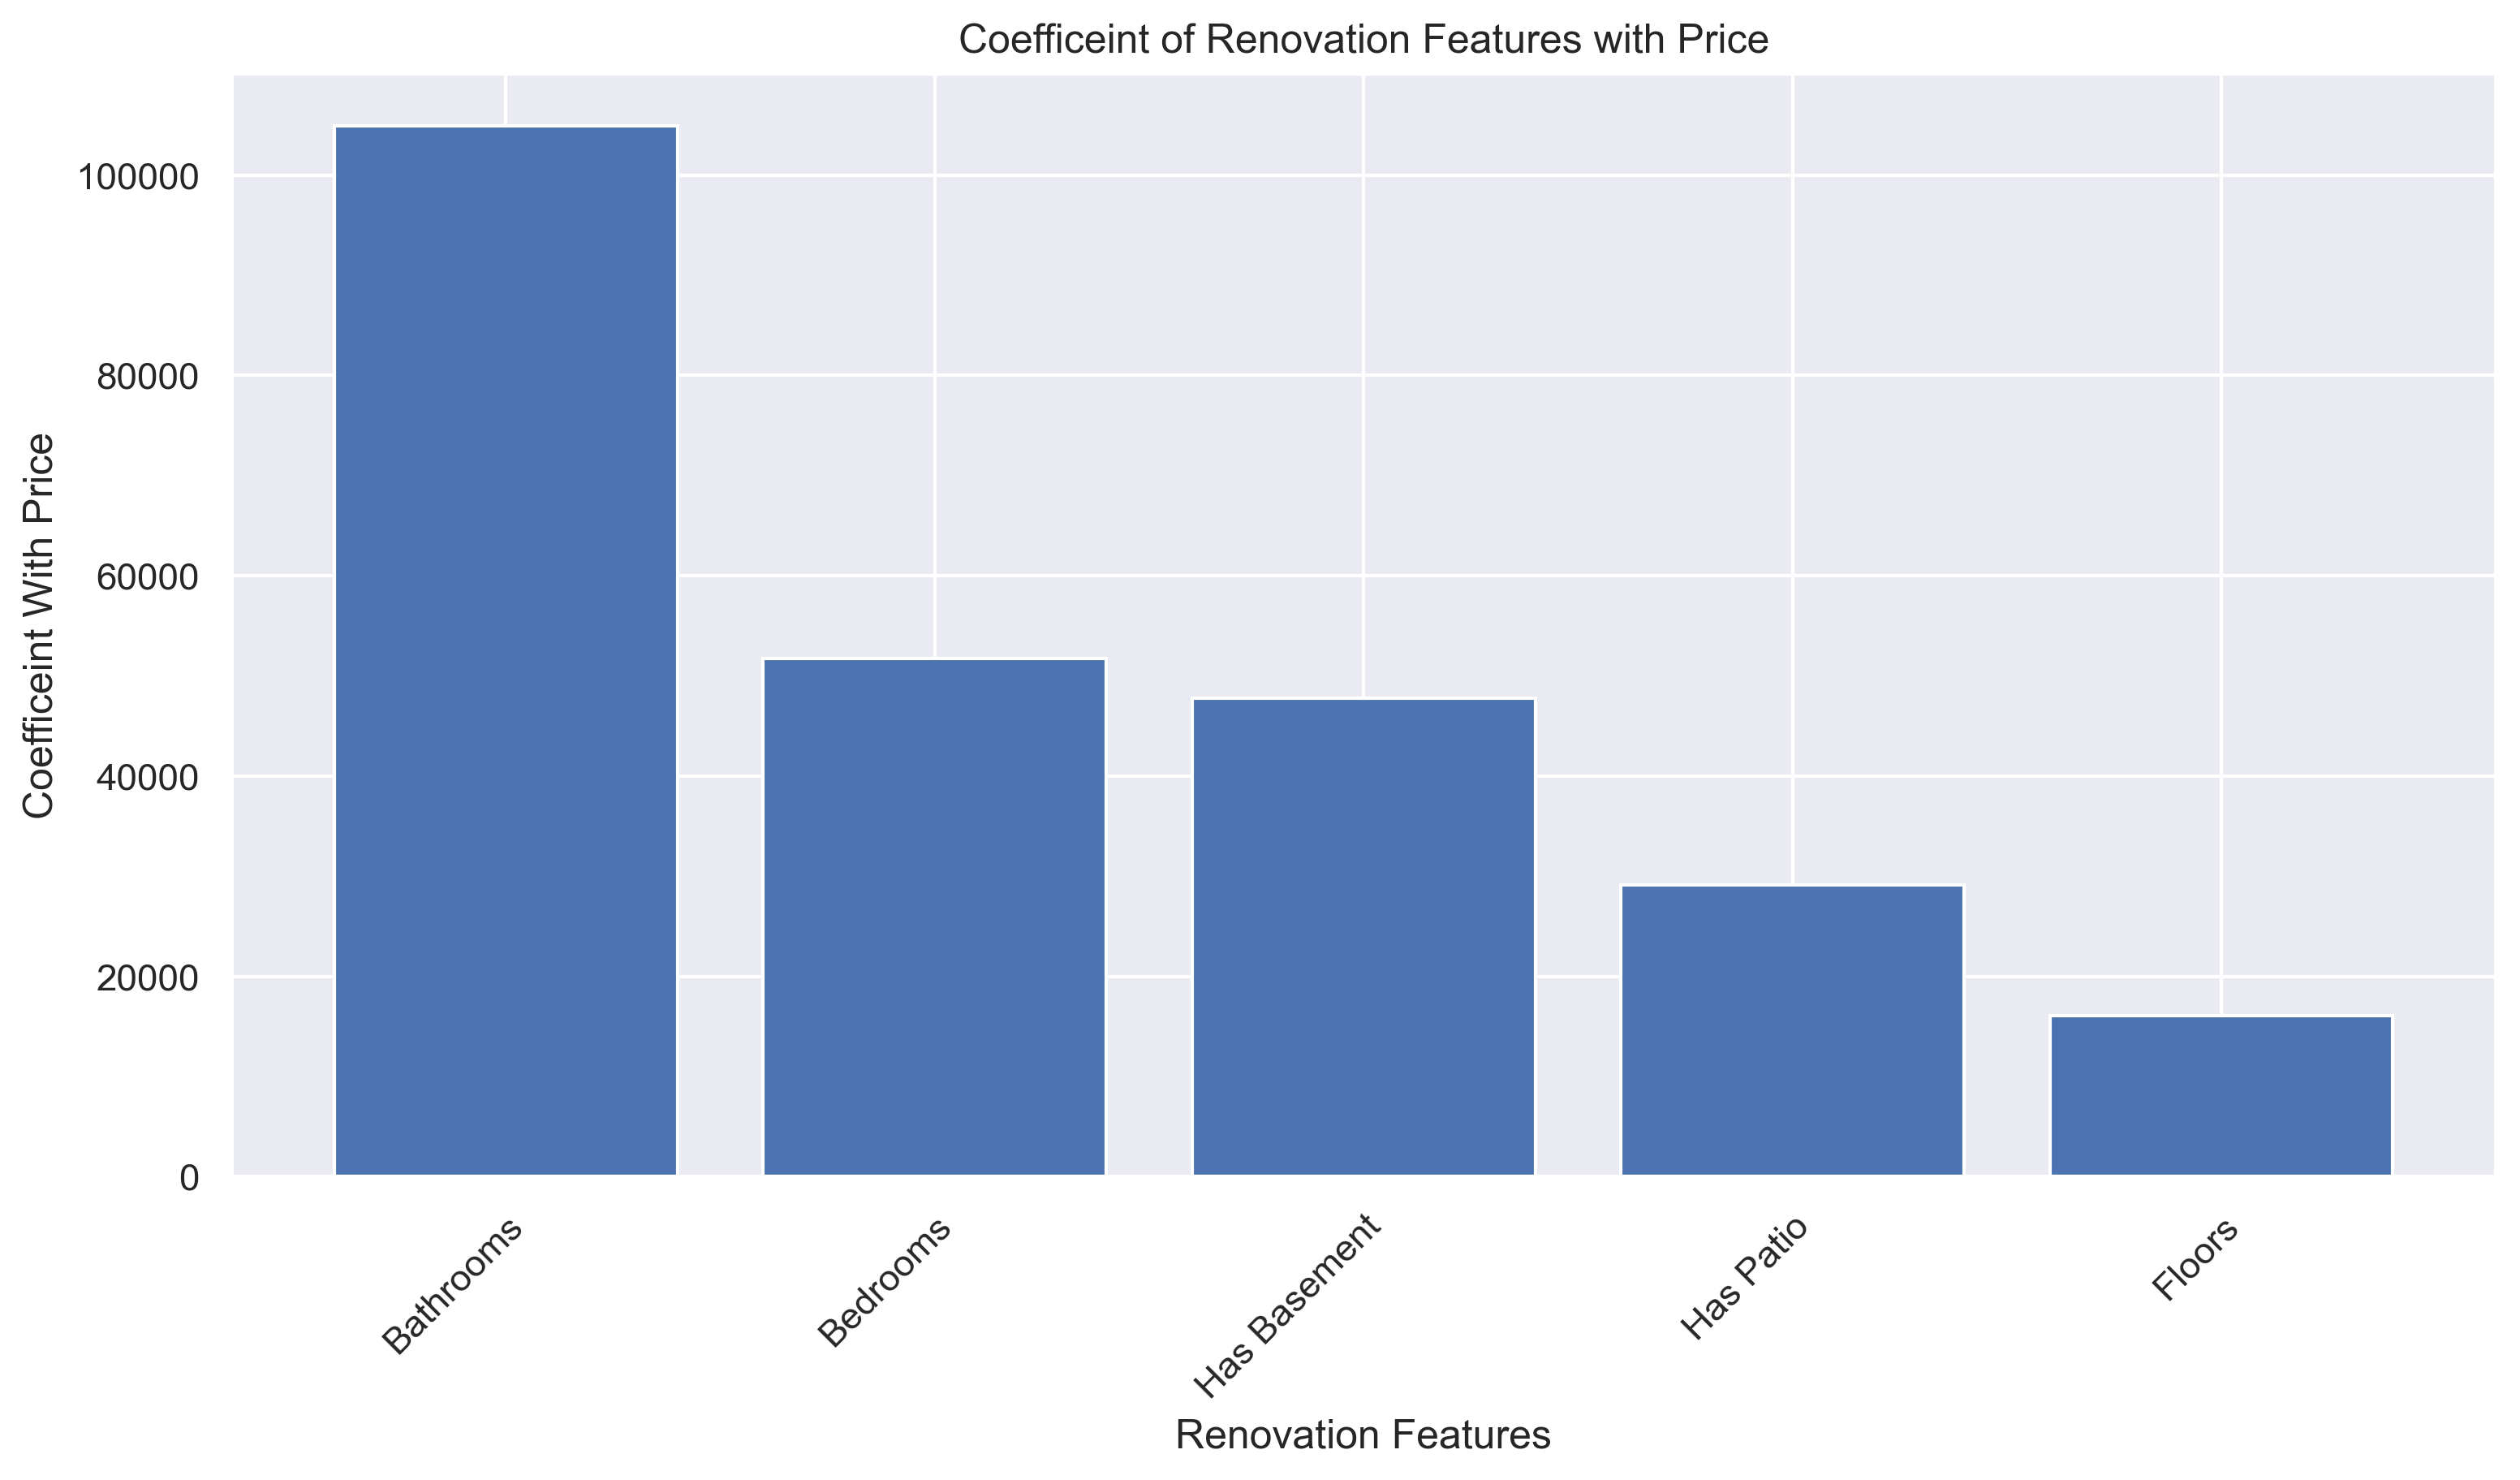 Coefficeint of Renovation Features with Price
Coefficeint With Price
100000
80000
60000
40000
20000
0
Bathrooms
Bedrooms
Has Basement
Has Patio
Floors
Renovation Features